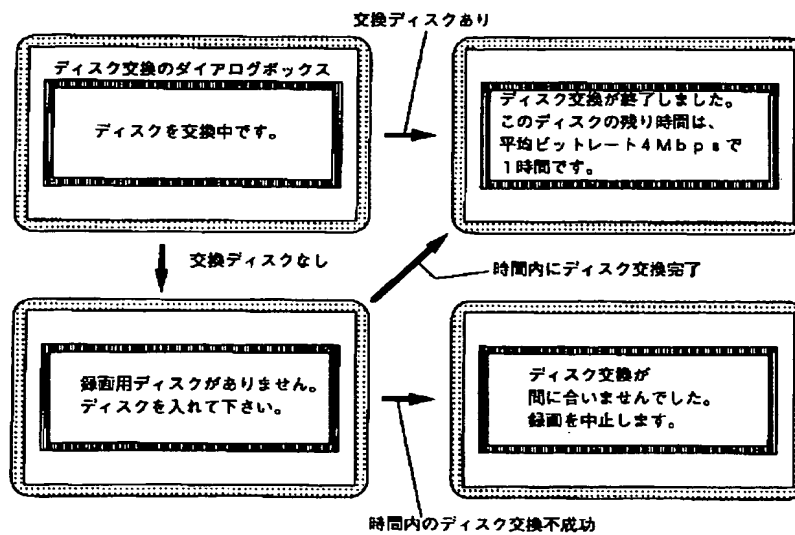 交換ディスクあり
ディスク交換のダイアログボックス
ディスクを交換中です。
ディスク交換が終了しました。
このディスクの残り時間は、
平均ビットレート4Mbpsで
1時間です。
交換ディスクなし
時間内にディスク交換完了
録画用ディスクがありません。
ディスクを入れて下さい。
ディスク交換が
間に合いませんでした。
録画を中止します。
時間内のディスク交換不成功